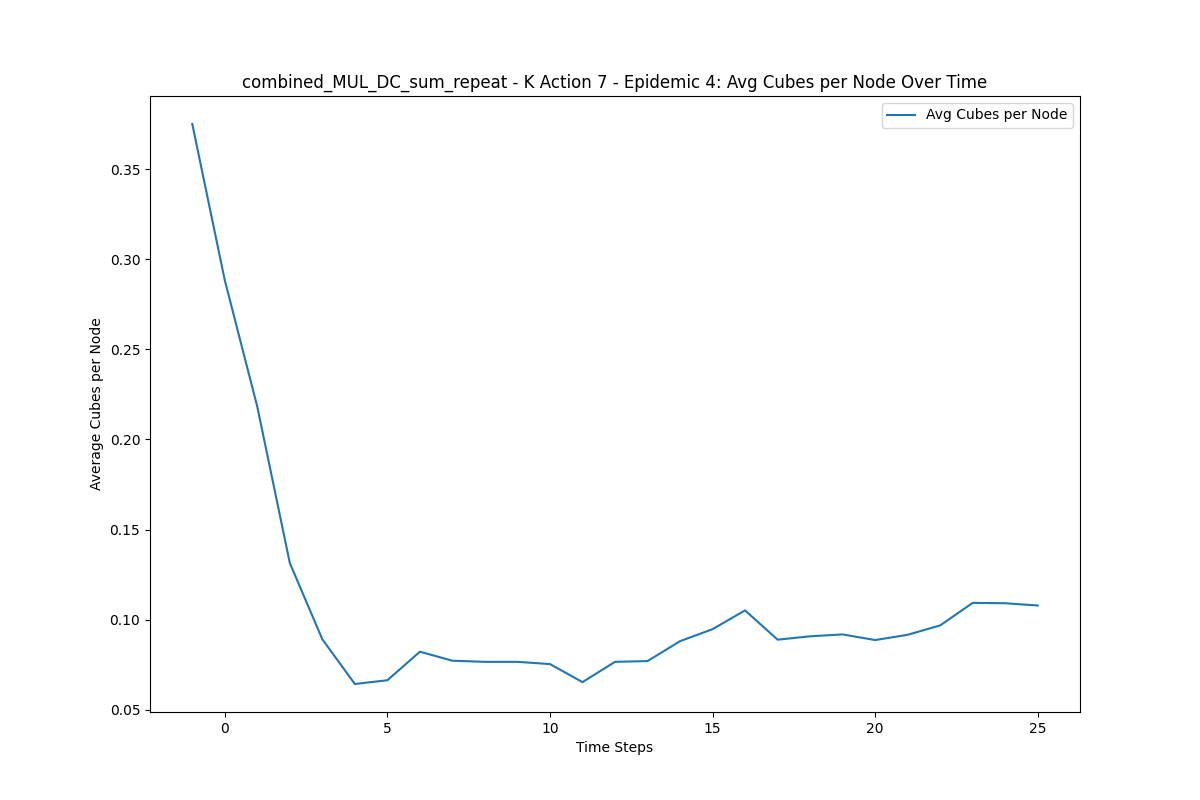 combined_MUL_DC_sum_repeat - K Action 7 - Epidemic 4: Avg Cubes per Node Over Time
Avg Cubes per Node
Average Cubes per Node
0.35
0.30
0.25
0.20
0.15
0.10
0.05
0 5 10 15 20 25
Time Steps